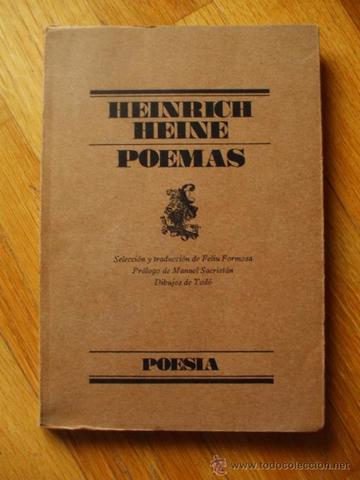 HEINRICH
HEINE
POEMAS
Selección y traducción de Feliu Formosa
Prólogo de Manuel Sacristán
Dibujos de Todó
POESIA
www.todocoleccion.net